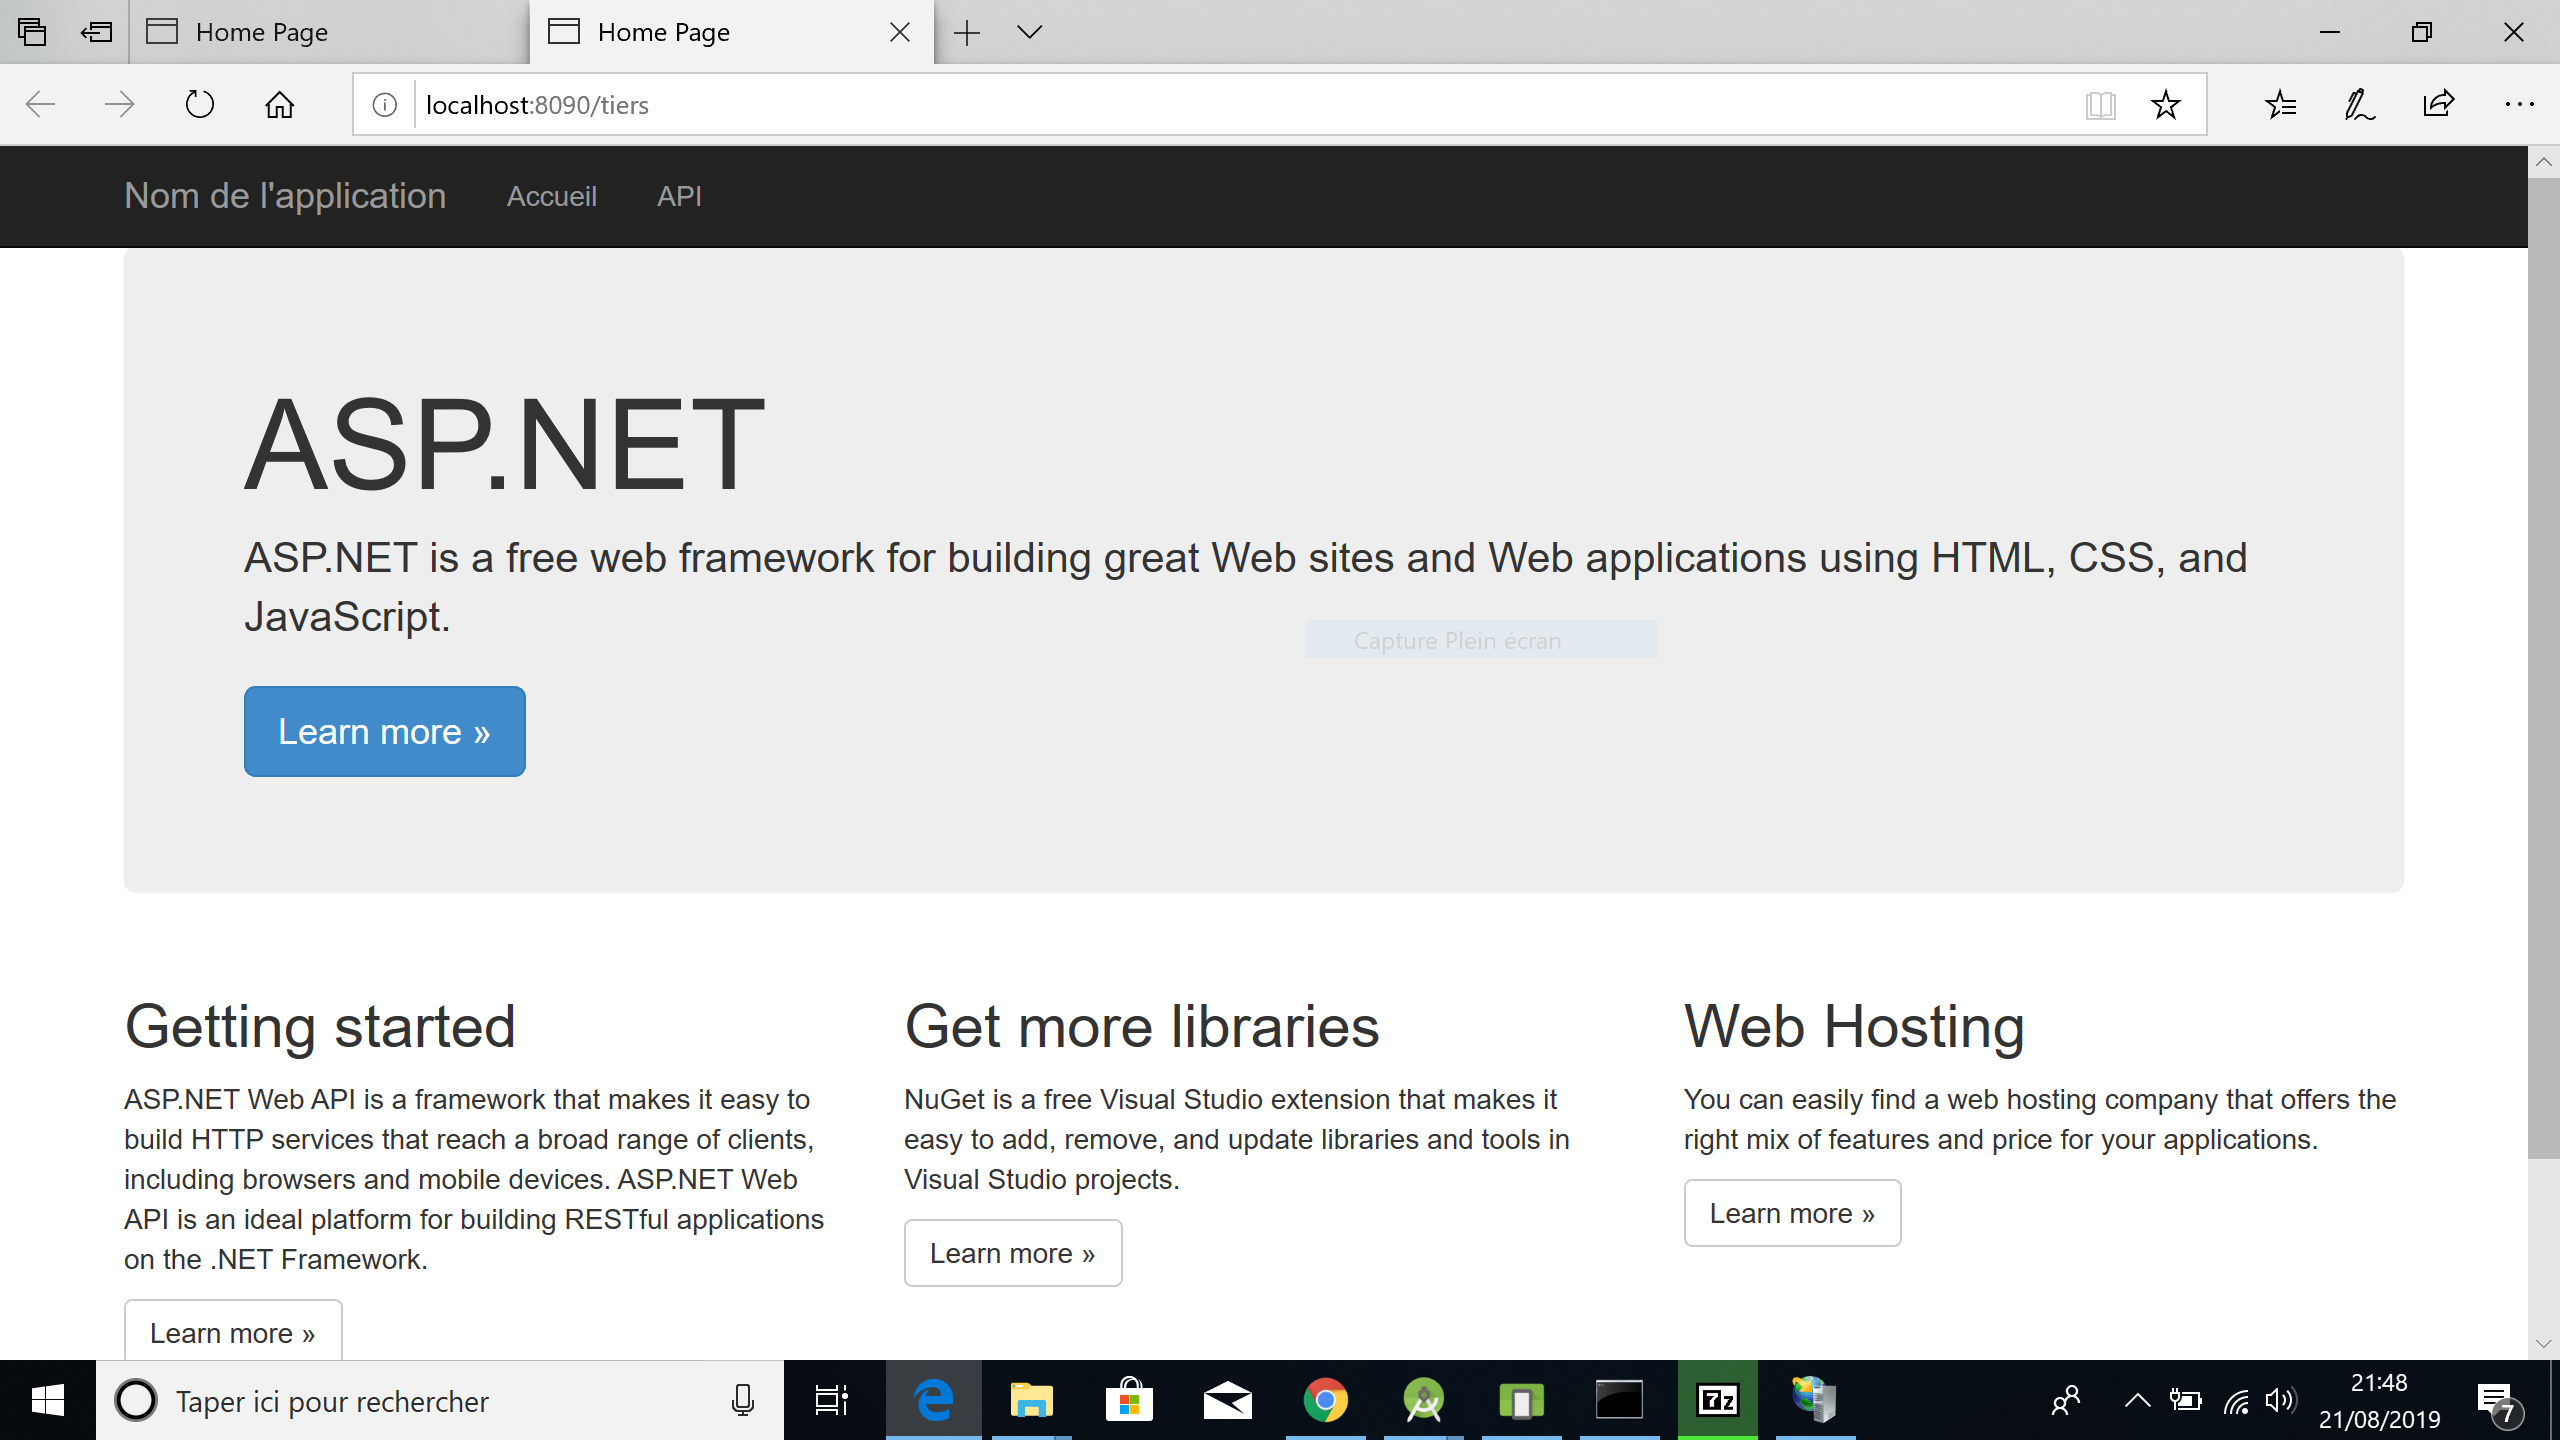 Home Page
Home Page
localhost:8090/tiers
Nom de l'application
Accueil
API
ASP.NET
ASP.NET is a free web framework for building great Web sites and Web applications using HTML, CSS, and
JavaScript.
Capture Plein écran
Learn more »
Getting started
ASP.NET Web API is a framework that makes it easy to
build HTTP services that reach a broad range of clients,
including browsers and mobile devices. ASP.NET Web
API is an ideal platform for building RESTful applications
on the .NET Framework.
Learn more »
Get more libraries
NuGet is a free Visual Studio extension that makes it
easy to add, remove, and update libraries and tools in
Visual Studio projects.
Learn more »
Web Hosting
You can easily find a web hosting company that offers the
right mix of features and price for your applications.
Learn more »
Taper ici pour rechercher
7z
21:48
21/08/2019
7